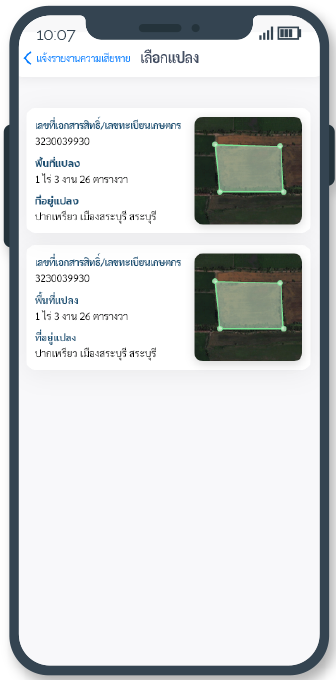 10:07
แจ้งรายงานความเสียหาย เลือกแปลง
เลขที่เอกสารสิทธิ์/เลขทะเบียนเกษตกร
3230039930
พื้นที่แปลง
1 ไร่ 3 งาน 26 ตารางวา
ที่อยู่แปลง
ปากเพรียว เมืองสระบุรี สระบุรี
เลขที่เอกสารสิทธิ์/เลขทะเบียนเกษตกร
3230039930
พื้นที่แปลง
1 ไร่ 3 งาน 26 ตารางวา
ที่อยู่แปลง
ปากเพรียว เมืองสระบุรี สระบุรี